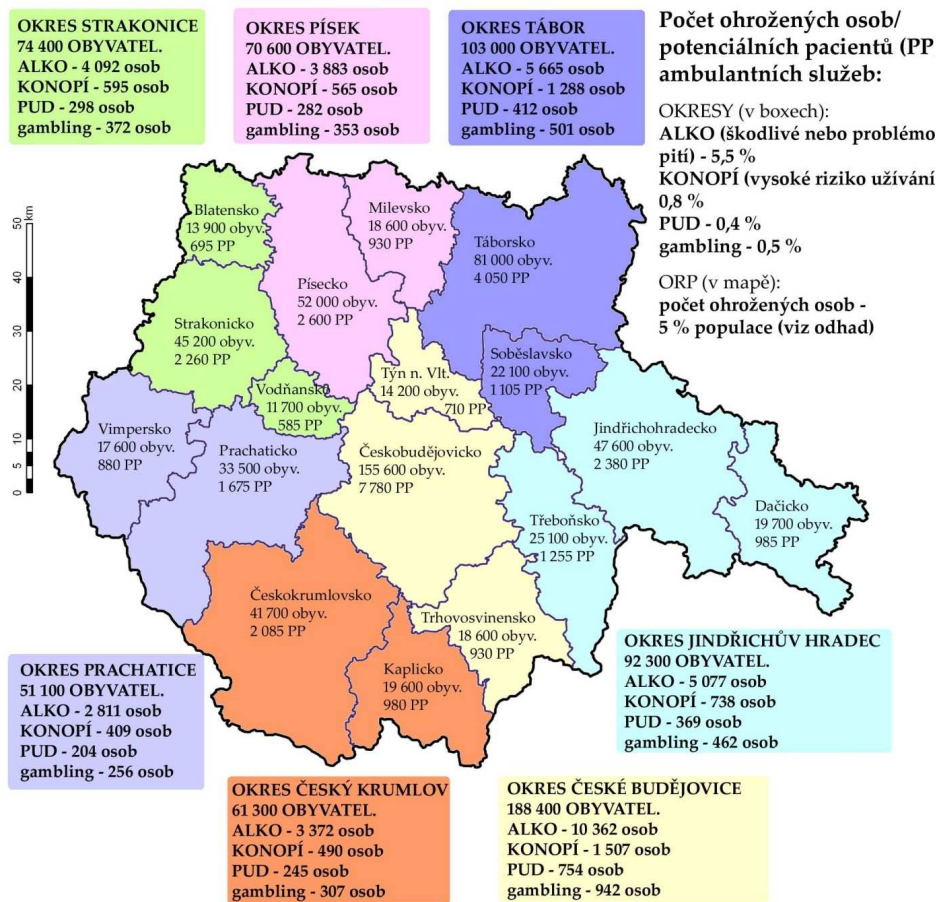 OKRES STRAKONICE
74 400 OBYVATEL.
ALKO - 4 092 osob
KONOPÍ - 595 osob
PUD - 298 osob
gambling - 372 osob
OKRES PÍSEK
70 600 OBYVATEL.
ALKO - 3 883 osob
KONOPÍ - 565 osob
PUD - 282 osob
gambling - 353 osob
OKRES TÁBOR
103 000 OBYVATEL.
ALKO - 5 665 osob
KONOPÍ - 1 288 osob
PUD - 412 osob
gambling - 501 osob
Počet ohrožených osob/
potenciálních pacientů (PP
ambulantních služeb:
OKRESY (v boxech):
ALKO (škodlivé nebo problémo
pití) - 5,5 %
KONOPÍ (vysoké riziko užívání
0,8 %
PUD - 0,4 %
gambling - 0,5 %
ORP (v mapě):
počet ohrožených osob -
5 % populace (viz odhad)
50 km
40
30
20
10
5
0
Blatensko
13 900 obyv.
695 PP
Milevsko
18 600 obyv.
930 PP
Táborsko
81 000 obyv.
4 050 PP
Písecko
52 000 obyv.
2 600 PP
Strakonicko
45 200 obyv.
2 260 PP
Vodňansko
11 700 obyv.
585 PP
Týn n. Vlt.
14 200 obyv.
710 PP
Soběslavsko
22 100 obyv.
1 105 PP
Vimpersko
17 600 obyv.
880 PP
Prachaticko
33 500 obyv.
1 675 PP
Českobudějovicko
155 600 obyv.
7 780 PP
Jindřichohradecko
47 600 obyv.
2 380 PP
Třeboňsko
25 100 obyv.
1 255 PP
Dačicko
19 700 obyv.
985 PP
Českokrumlovsko
41 700 obyv.
2 085 PP
Trhovosvinensko
18 600 obyv.
930 PP
Kaplicko
19 600 obyv.
980 PP
OKRES PRACHATICE
51 100 OBYVATEL.
ALKO - 2 811 osob
KONOPÍ - 409 osob
PUD - 204 osob
gambling - 256 osob
OKRES JINDŘICHŮV HRADEC
92 300 OBYVATEL.
ALKO - 5 077 osob
KONOPÍ - 738 osob
PUD - 369 osob
gambling - 462 osob
OKRES ČESKÝ KRUMLOV
61 300 OBYVATEL.
ALKO - 3 372 osob
KONOPÍ - 490 osob
PUD - 245 osob
gambling - 307 osob
OKRES ČESKÉ BUDĚJOVICE
188 400 OBYVATEL.
ALKO - 10 362 osob
KONOPÍ - 1 507 osob
PUD - 754 osob
gambling - 942 osob